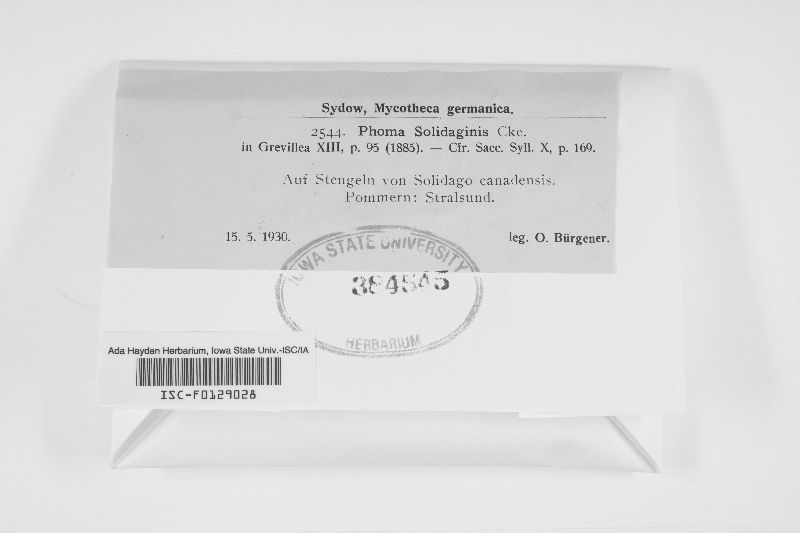 Sydow, Mycotheca germanica.
2544. Phoma Solidaginis Cke.
in Grevillea XIII, p. 95 (1885). — Cfr. Sacc. Syll. X, p. 169.
Auf Stengeln von Solidago canadensis.
Pommern: Stralsund.
15. 5. 1930. leg. O. Bürgener.
IOWA STATE UNIVERSITY
384545
HERBARIUM
Ada Hayden Herbarium, Iowa State Univ.-ISC/IA
ISC-F0129028